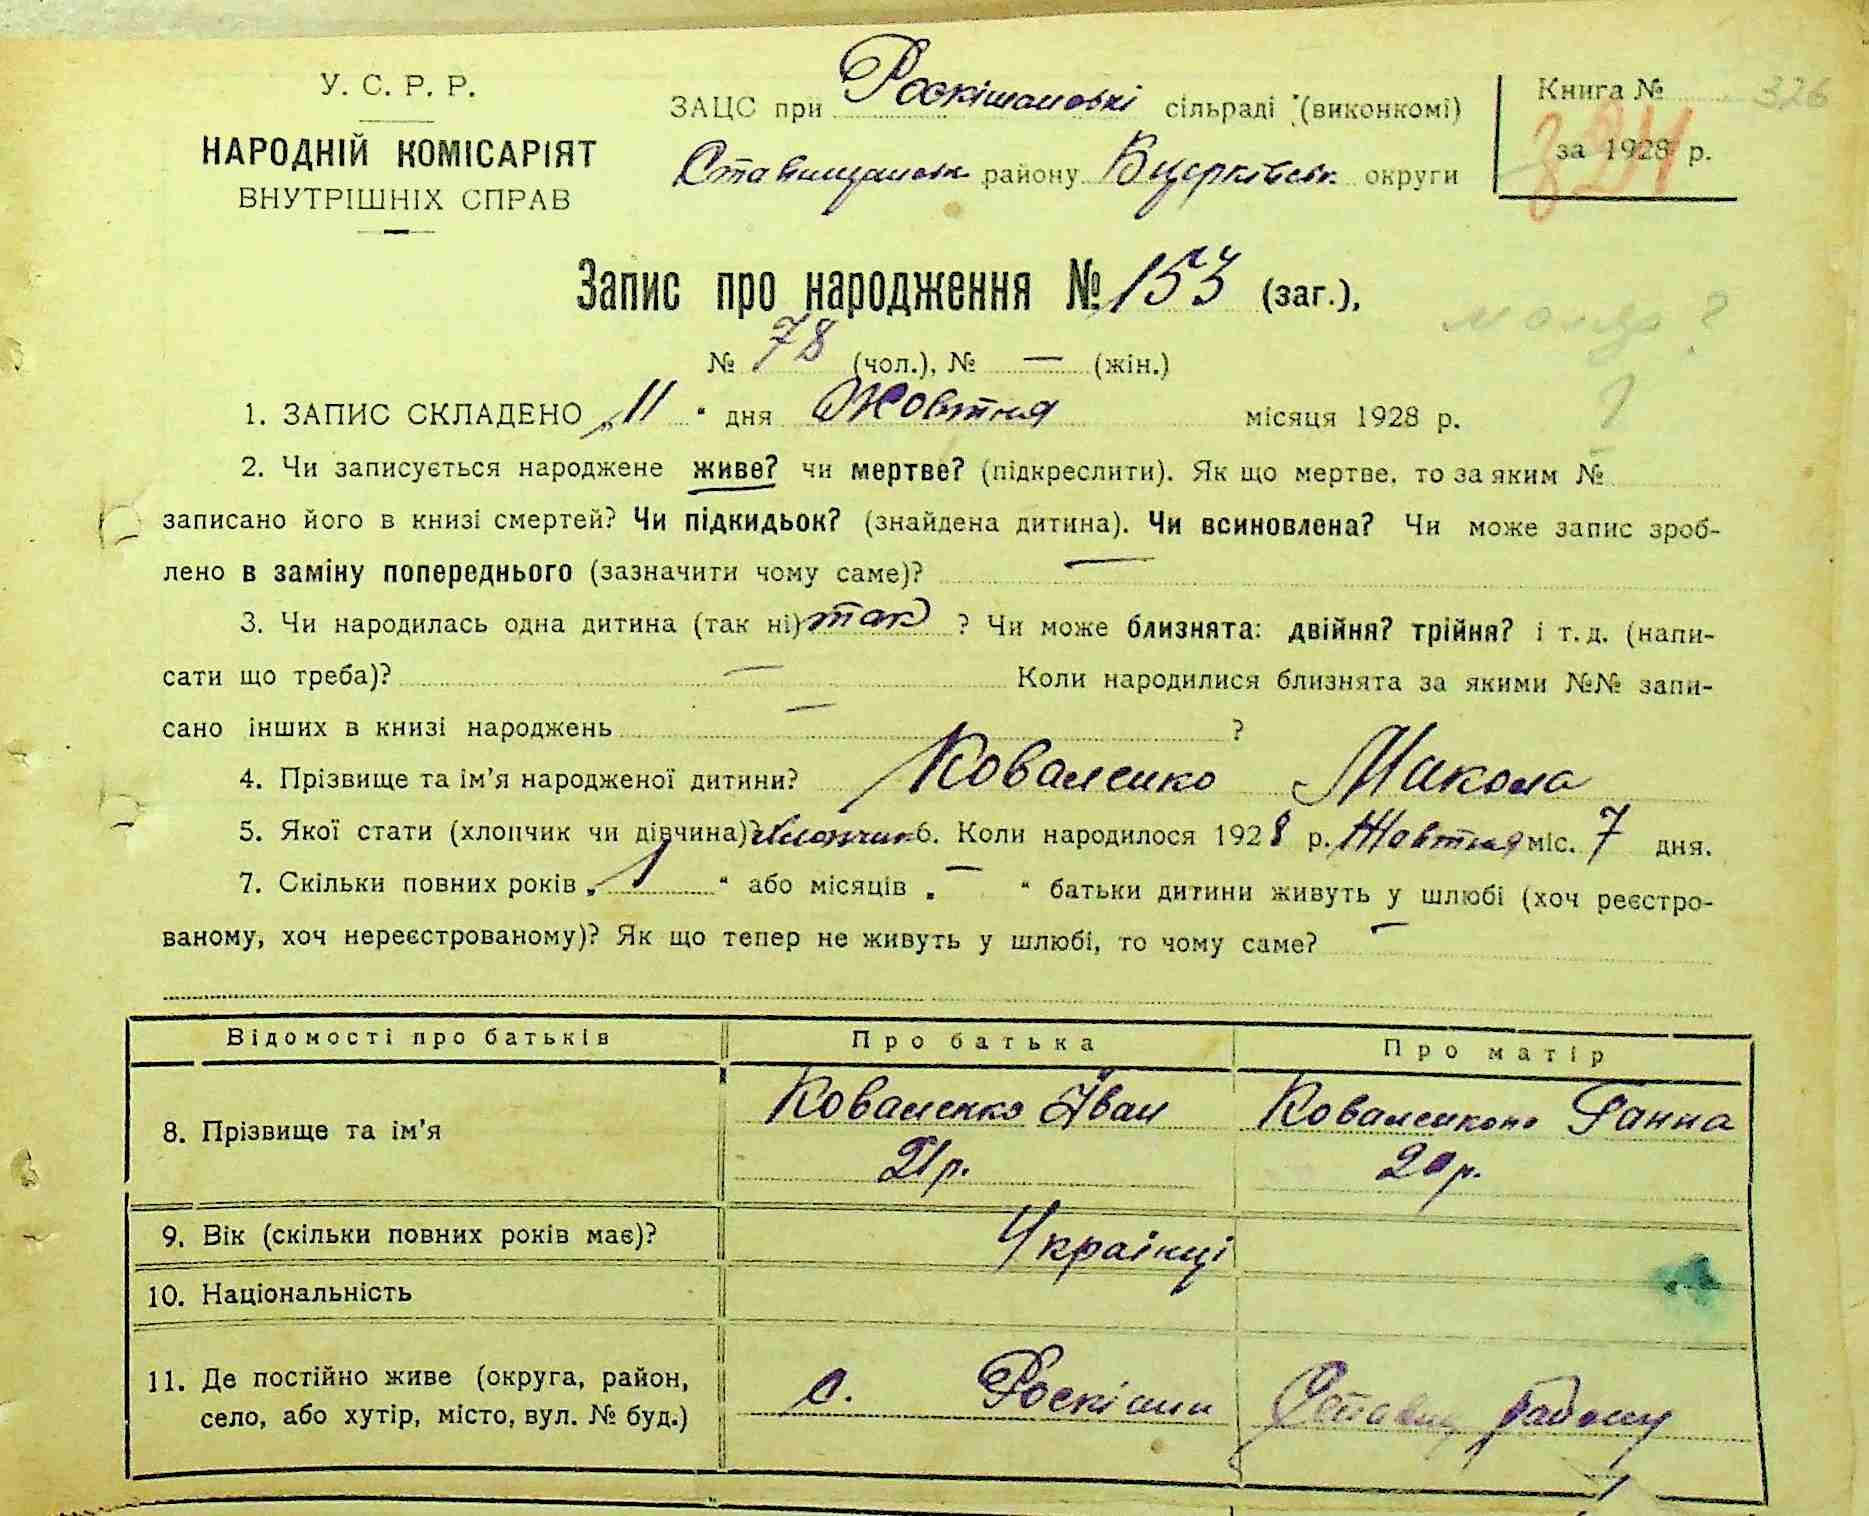 У. С. Р. Р.
НАРОДНІЙ КОМІСАРІЯТ
ВНУТРІШНІХ СПРАВ
ЗАЦС при Роскішанські сільраді (виконкомі)
Ставищанськ району Бцерківськ округи
Книга № 326
за 1928 р.
324
Запис про народження № 153 (заг.),
№ 78 (чол.), № — (жін.)
1. ЗАПИС СКЛАДЕНО „11“ дня Жовтня місяця 1928 р.
2. Чи записується народжене живе? чи мертве? (підкреслити). Як що мертве, то за яким №
записано його в книзі смертей? Чи підкидьок? (знайдена дитина). Чи всиновлена? Чи може запис зроб-
лено в заміну попереднього (зазначити чому саме)? —
3. Чи народилась одна дитина (так ні) так ? Чи може близнята: двійня? трійня? і т. д. (напи-
сати що треба)? — Коли народилися близнята за якими №№ запи-
сано інших в книзі народжень — ?
4. Прізвище та ім'я народженої дитини? Коваленко Микола
5. Якої стати (хлопчик чи дівчина)? хлопчик 6. Коли народилося 1928 р. Жовтня міс. 7 дня.
7. Скільки повних років „1“ або місяців „—“ батьки дитини живуть у шлюбі (хоч реєстро-
ваному, хоч нереєстрованому)? Як що тепер не живуть у шлюбі, то чому саме? —
Відомості про батьків Про батька Про матір
8. Прізвище та ім'я Коваленко Іван Ганна
21 р. 20 р.
9. Вік (скільки повних років має)? Українці
10. Національність
11. Де постійно живе (округа, район, с. Роскішна Ставищ району
село, або хутір, місто, вул. № буд.)